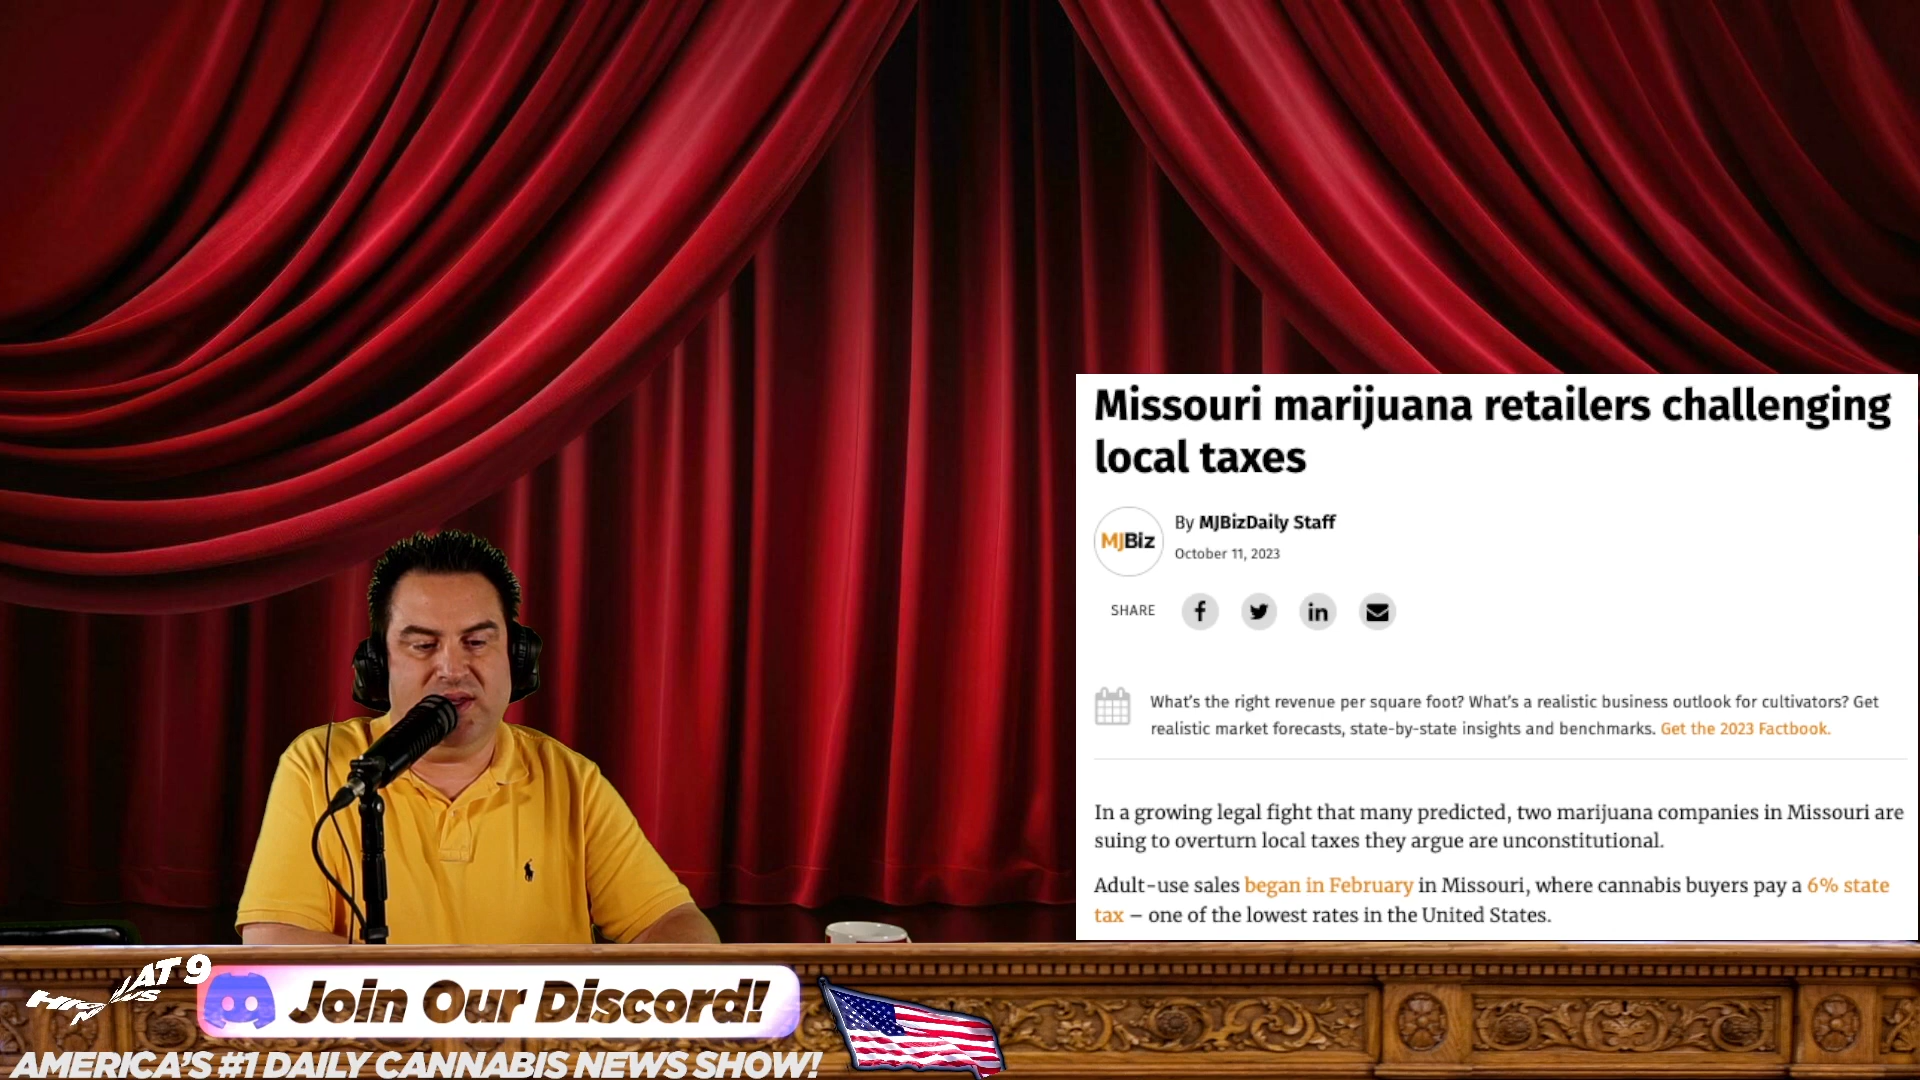 Missouri marijuana retailers challenging
local taxes
MJBiz
By MJBizDaily Staff
October 11, 2023
SHARE
What's the right revenue per square foot? What's a realistic business outlook for cultivators? Get
realistic market forecasts, state-by-state insights and benchmarks. Get the 2023 Factbook.
In a growing legal fight that many predicted, two marijuana companies in Missouri are
suing to overturn local taxes they argue are unconstitutional.
Adult-use sales began in February in Missouri, where cannabis buyers pay a 6% state
tax – one of the lowest rates in the United States.
AT 9
Join Our Discord!
AMERICA'S #1 DAILY CANNABIS NEWS SHOW!